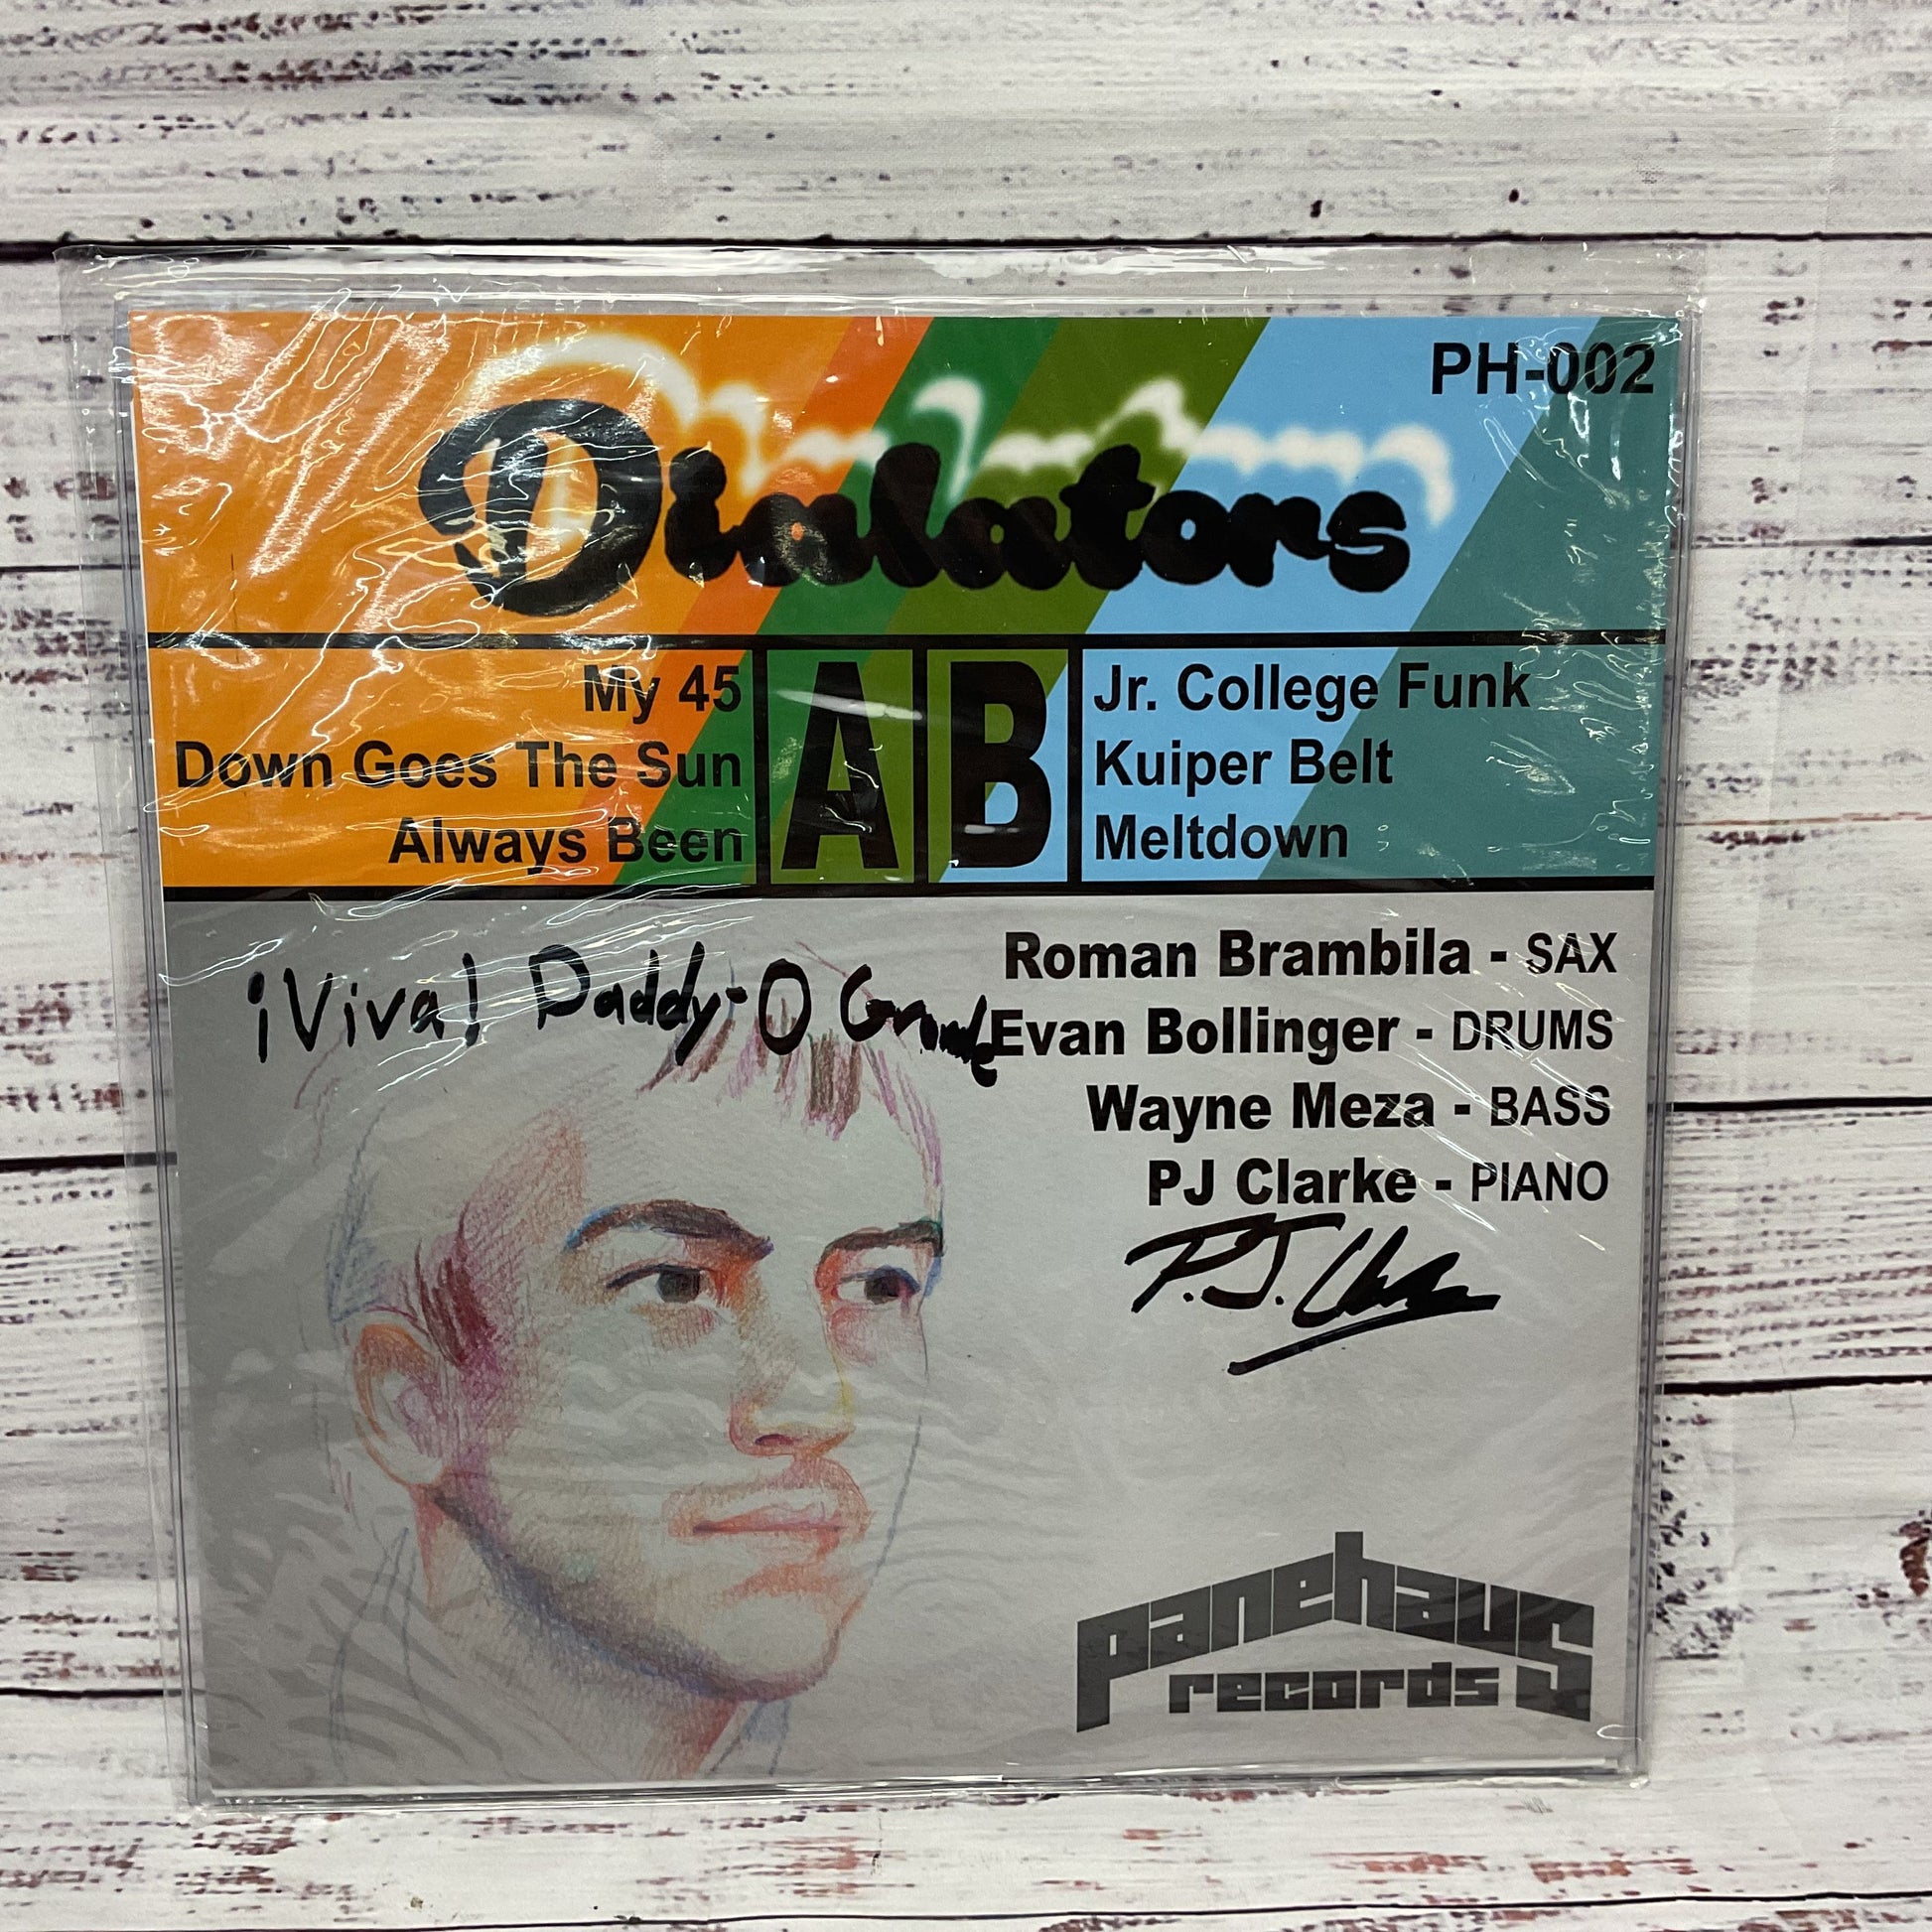 PH-002
Dialators
My 45
Down Goes The Sun
Always Been
A B
Jr. College Funk
Kuiper Belt
Meltdown
¡Viva! Daddy-O Grande
Roman Brambila - SAX
Evan Bollinger - DRUMS
Wayne Meza - BASS
PJ Clarke - PIANO
P.J. Clarke
panehaus
records